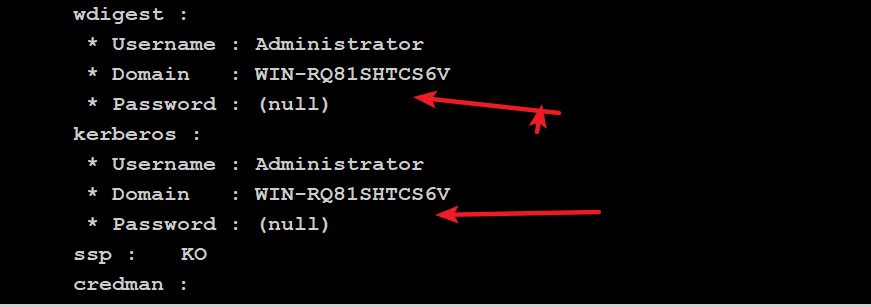 wdigest :
* Username : Administrator
* Domain : WIN-RQ81SHTCS6V
* Password : (null)
kerberos :
* Username : Administrator
* Domain : WIN-RQ81SHTCS6V
* Password : (null)
ssp : KO
credman :